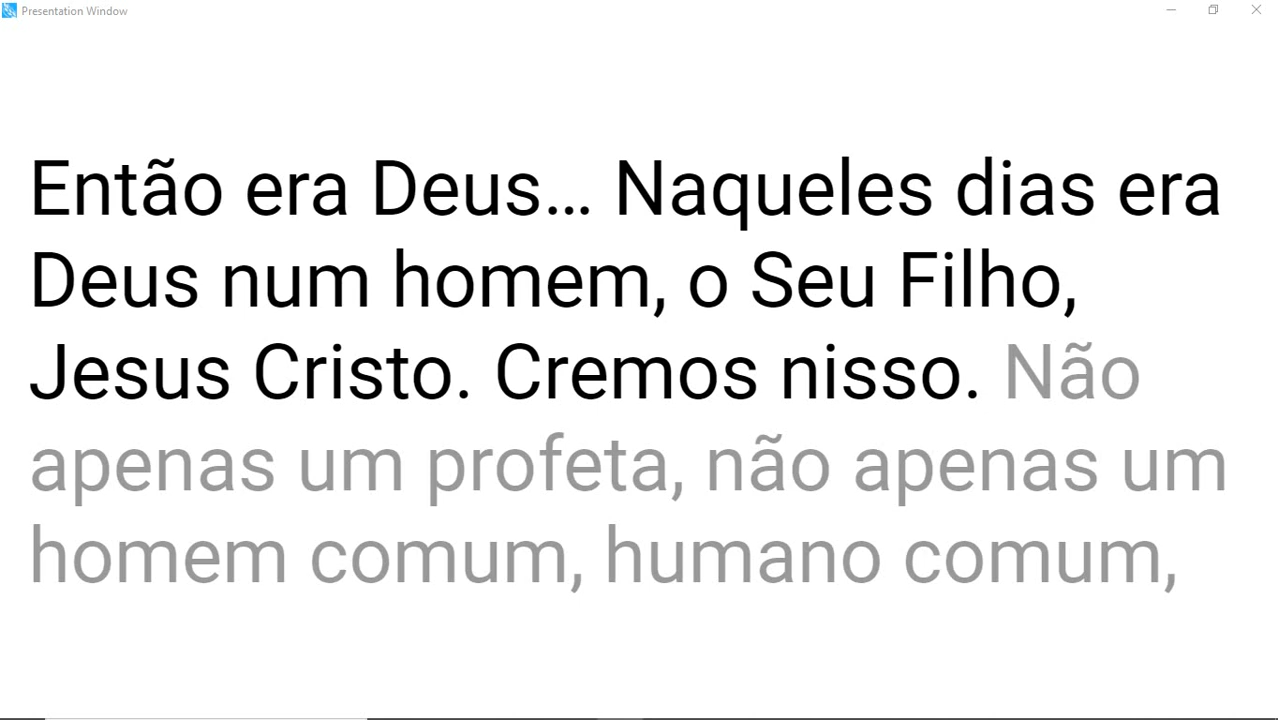 Presentation Window
Então era Deus… Naqueles dias era
Deus num homem, o Seu Filho,
Jesus Cristo. Cremos nisso. Não
apenas um profeta, não apenas um
homem comum, humano comum,